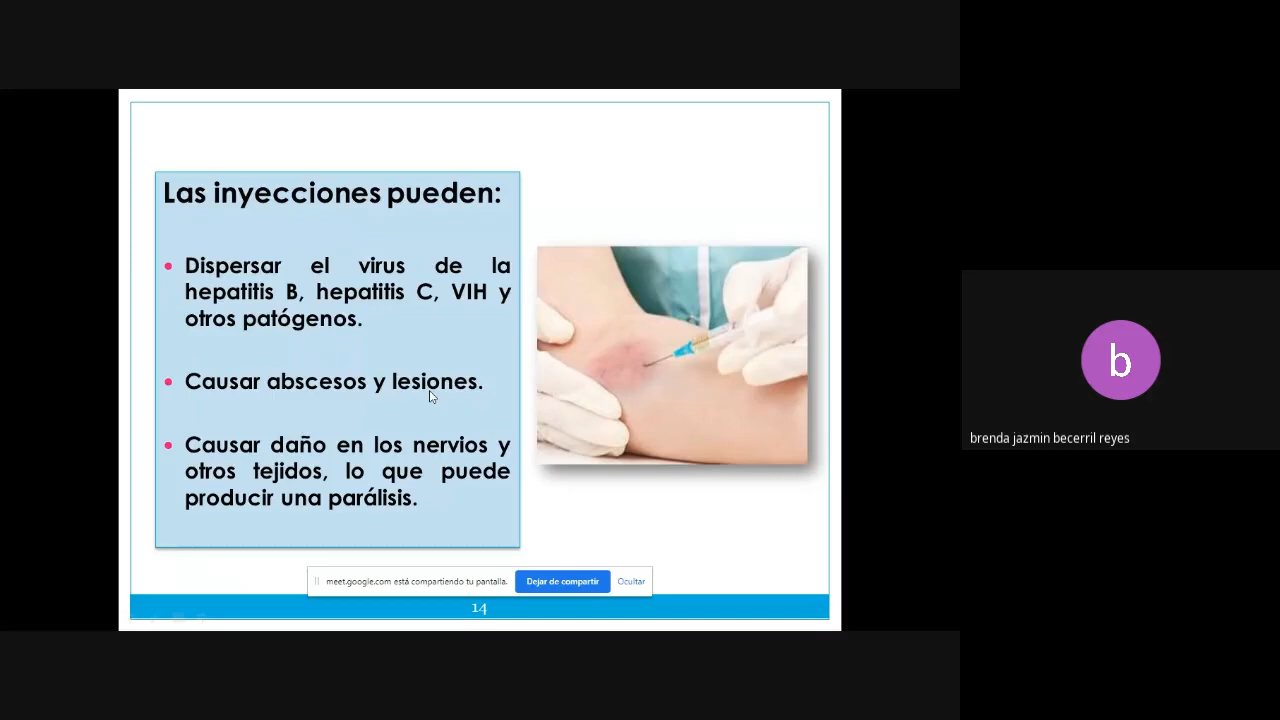 Las inyecciones pueden:
• Dispersar el virus de la
hepatitis B, hepatitis C, VIH y
otros patógenos.
• Causar abscesos y lesiones.
• Causar daño en los nervios y
otros tejidos, lo que puede
producir una parálisis.
meet.google.com está compartiendo tu pantalla. Dejar de compartir Ocultar
14
b
brenda jazmin becerril reyes